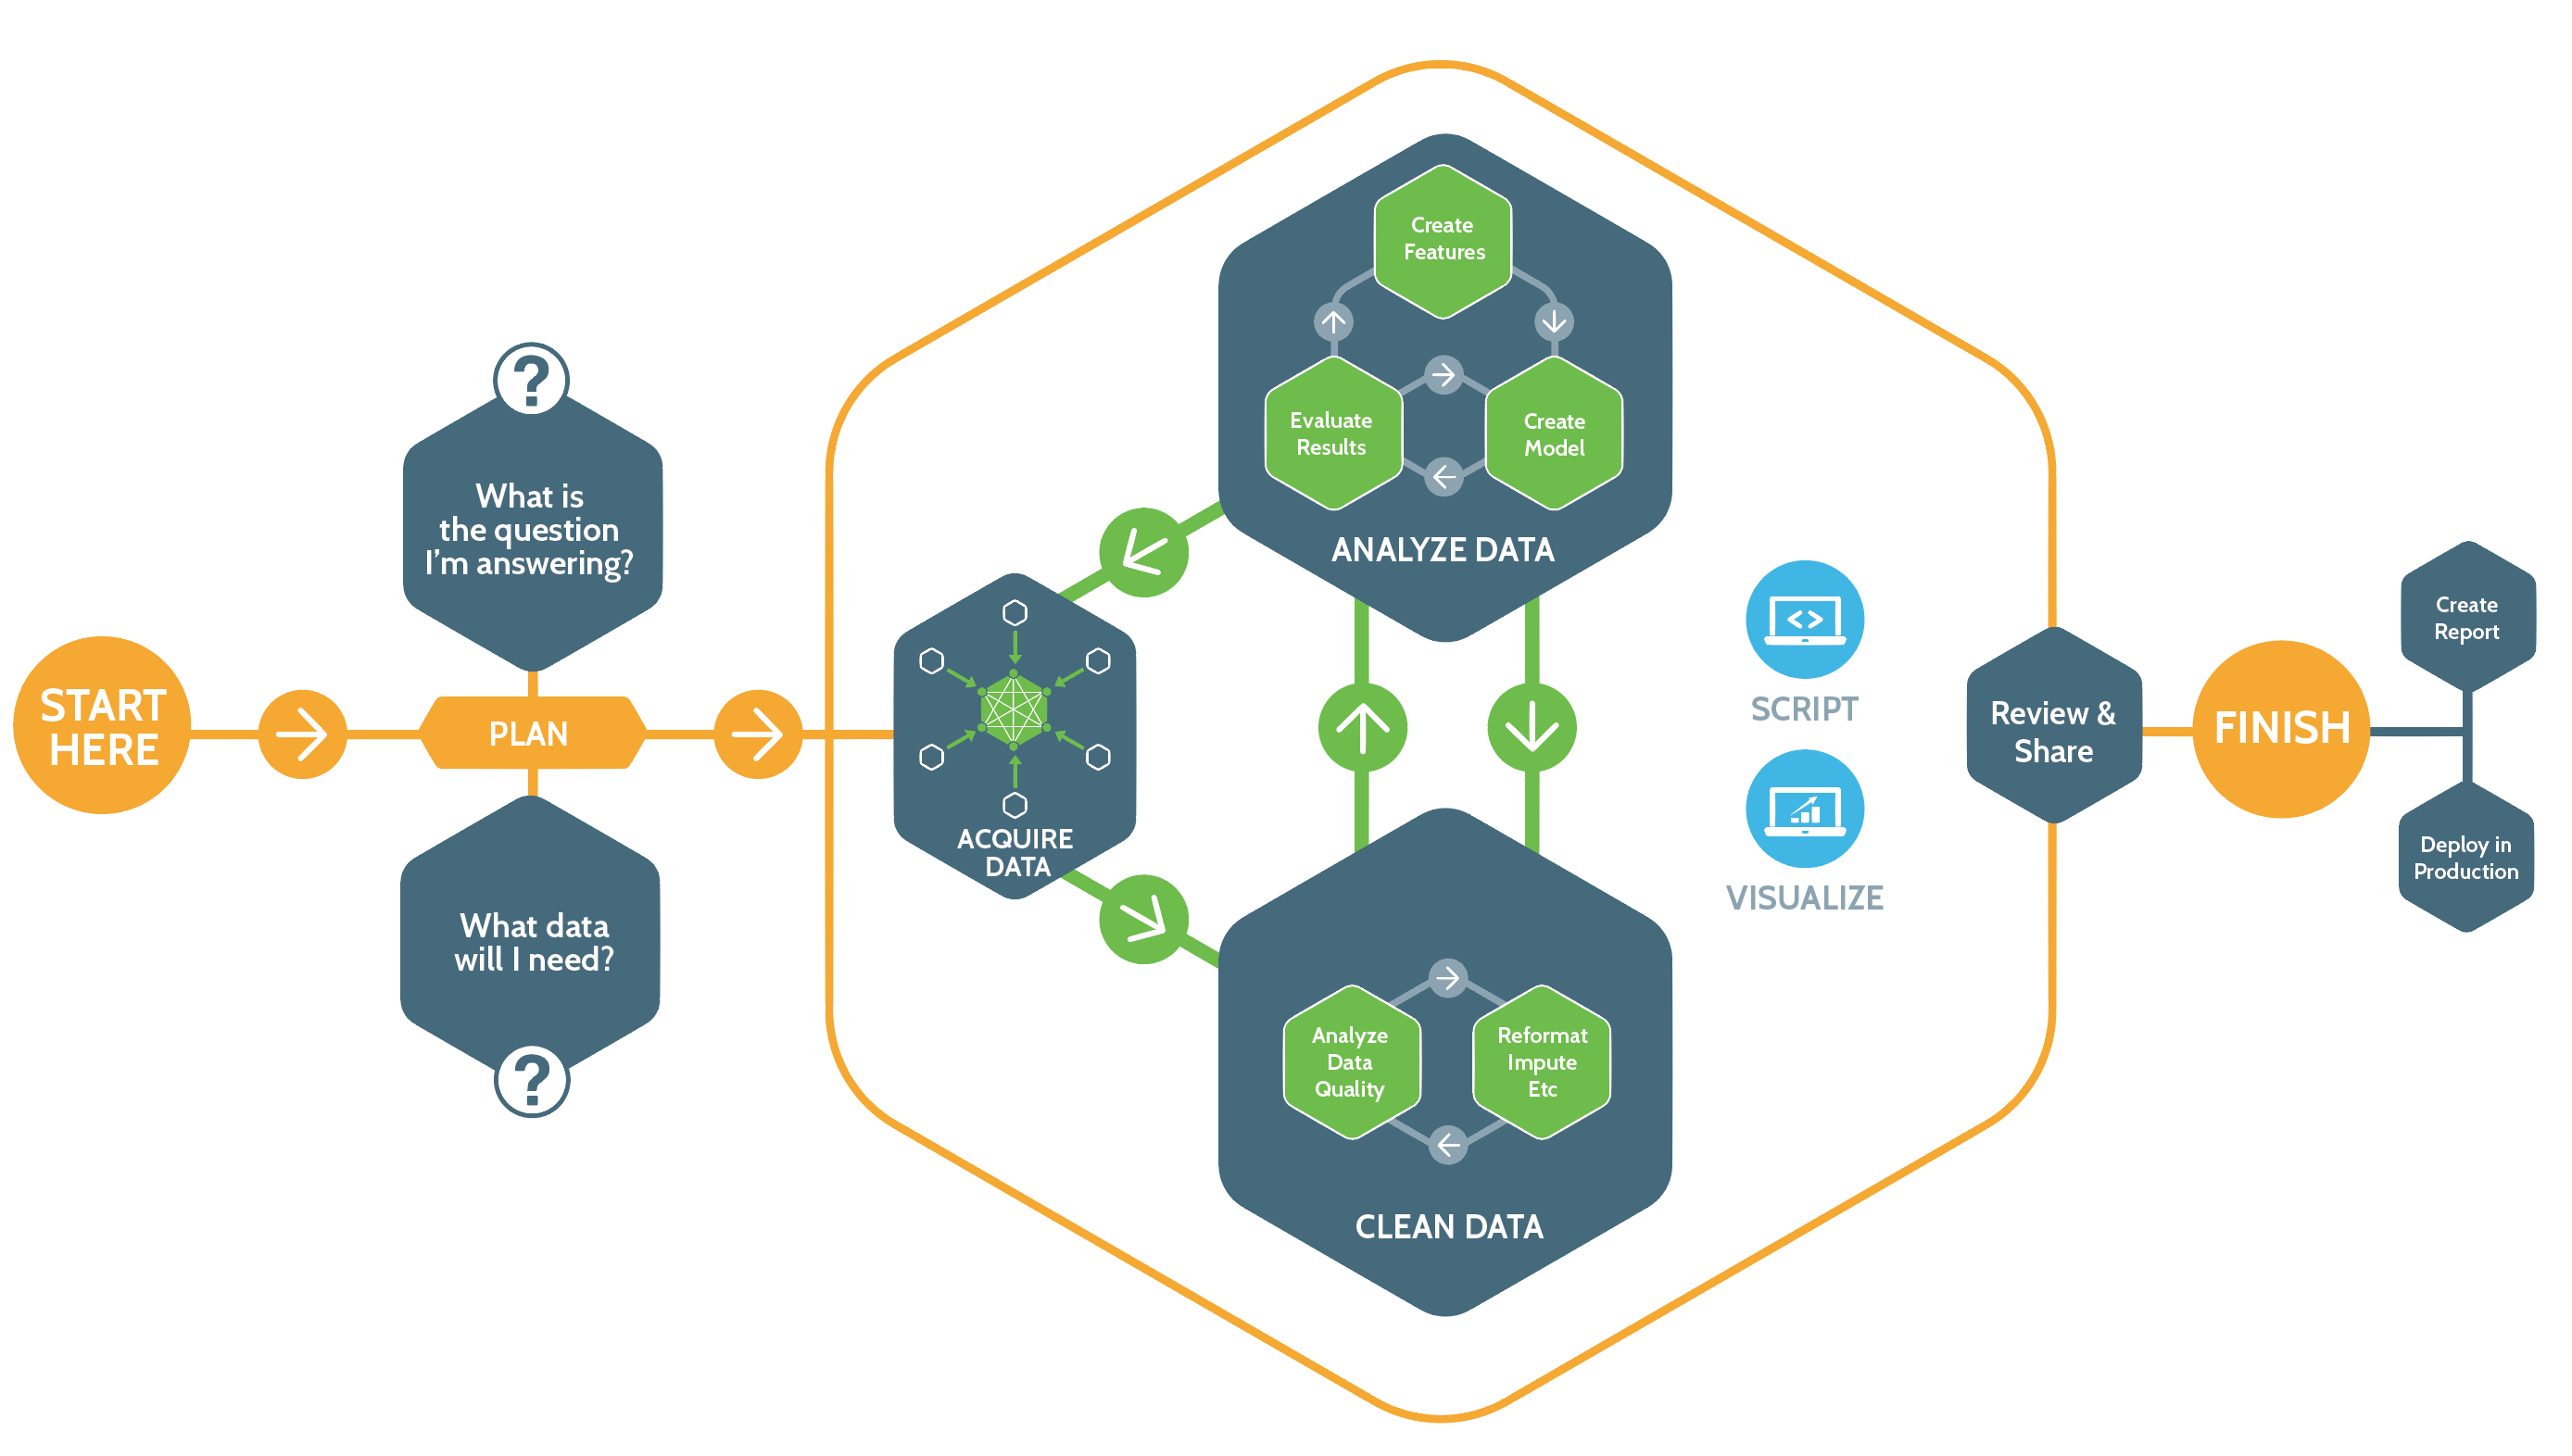 START
HERE
?
What is
the question
I'm answering?
PLAN
What data
will I need?
?
ACQUIRE
DATA
Create
Features
Evaluate
Results
Create
Model
ANALYZE DATA
Analyze
Data
Quality
Reformat
Impute
Etc
CLEAN DATA
<>
SCRIPT
VISUALIZE
Review &
Share
FINISH
Create
Report
Deploy in
Production